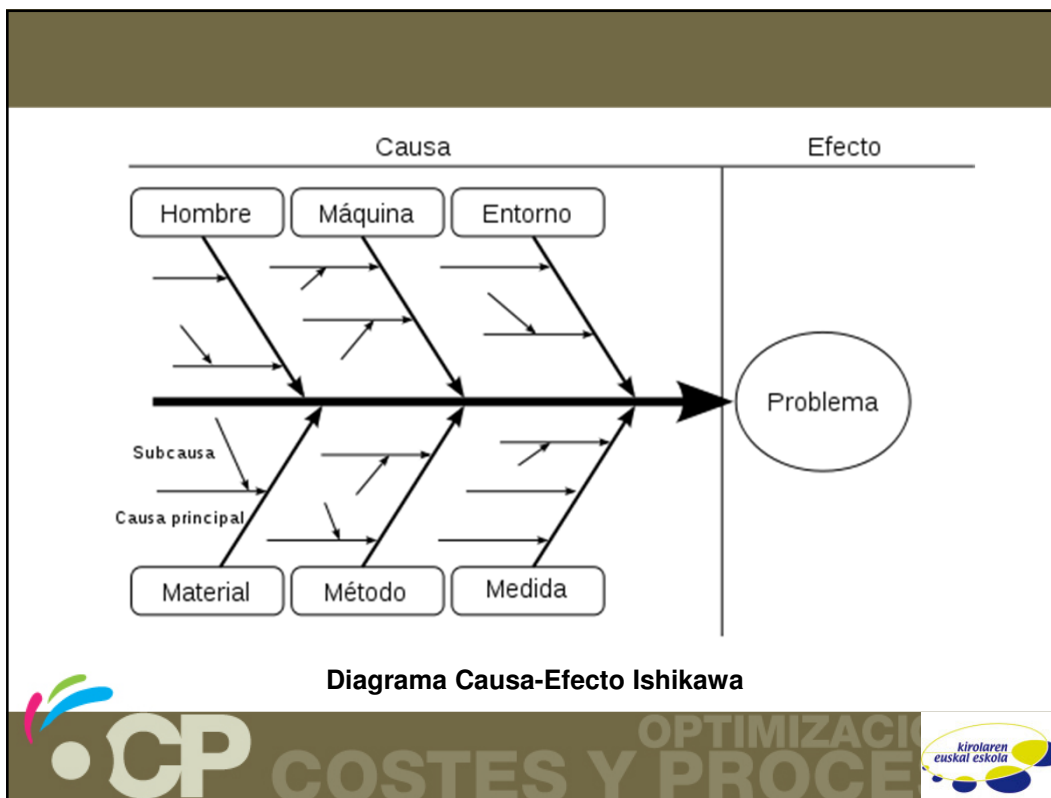 Causa
Efecto
Hombre
Máquina
Entorno
Problema
Subcausa
Causa principal
Material
Método
Medida
Diagrama Causa-Efecto Ishikawa
CP
OPTIMIZACI
COSTES Y PROCE
kirolaren
euskal eskola